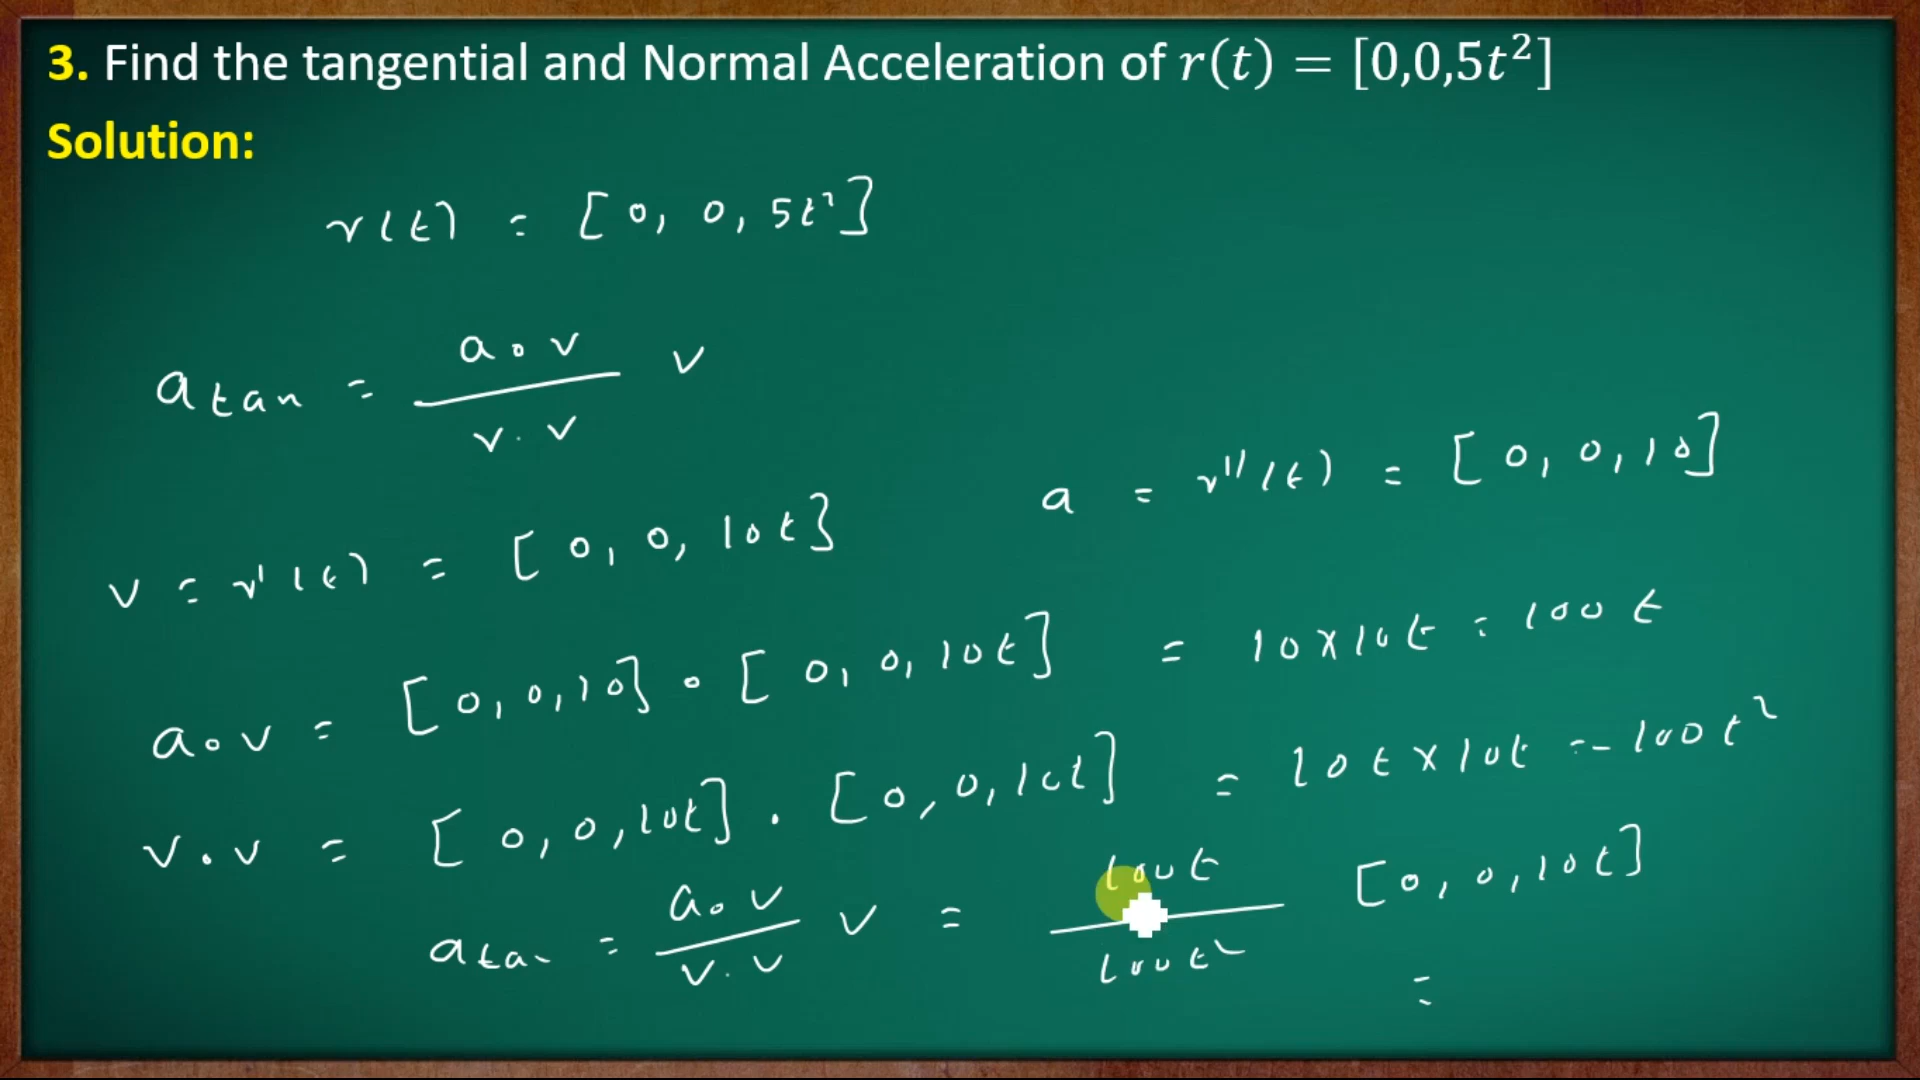 3. Find the tangential and Normal Acceleration of r(t) = [0,0,5t²]
Solution:
r(t) = [0, 0, 5t²]
a tan = a∘v / v.v v
a = r''(t) = [0, 0, 10]
v = r'(t) = [0, 0, 10t]
a∘v = [0, 0, 10] ∘ [0, 0, 10t] = 10 x 10t = 100t
v.v = [0, 0, 10t] . [0, 0, 10t] = 10t x 10t = 100t²
a tan = a∘v / v.v v = 100t / 100t² [0, 0, 10t]
=